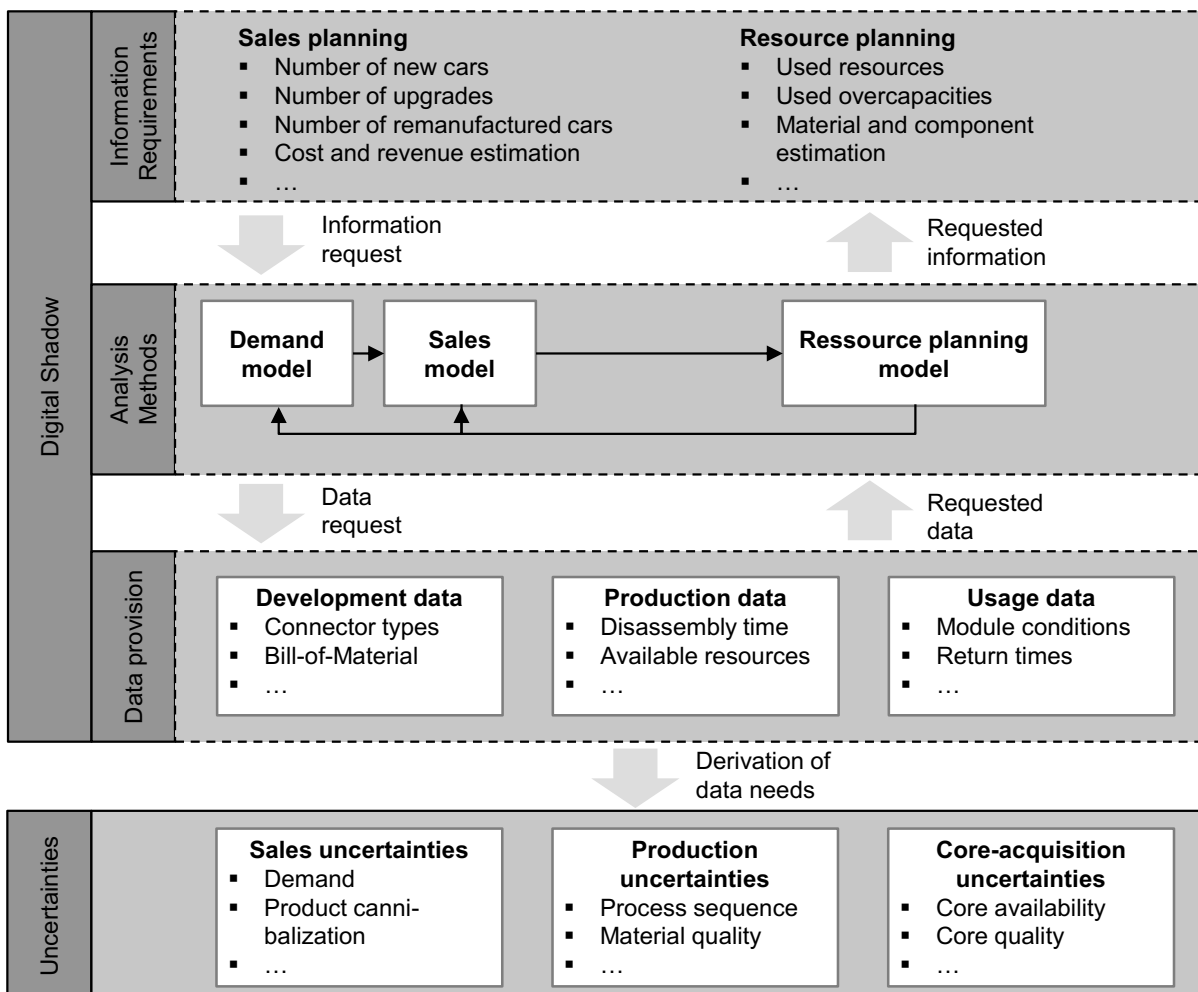 Digital Shadow
Information
Requirements
Sales planning
▪ Number of new cars
▪ Number of upgrades
▪ Number of remanufactured cars
▪ Cost and revenue estimation
▪ …
Resource planning
▪ Used resources
▪ Used overcapacities
▪ Material and component
estimation
▪ …
Information
request
Requested
information
Analysis
Methods
Demand
model
Sales
model
Ressource planning
model
Data
request
Requested
data
Data provision
Development data
▪ Connector types
▪ Bill-of-Material
▪ …
Production data
▪ Disassembly time
▪ Available resources
▪ …
Usage data
▪ Module conditions
▪ Return times
▪ …
Derivation of
data needs
Uncertainties
Sales uncertainties
▪ Demand
▪ Product canni-
balization
▪ …
Production
uncertainties
▪ Process sequence
▪ Material quality
▪ …
Core-acquisition
uncertainties
▪ Core availability
▪ Core quality
▪ …